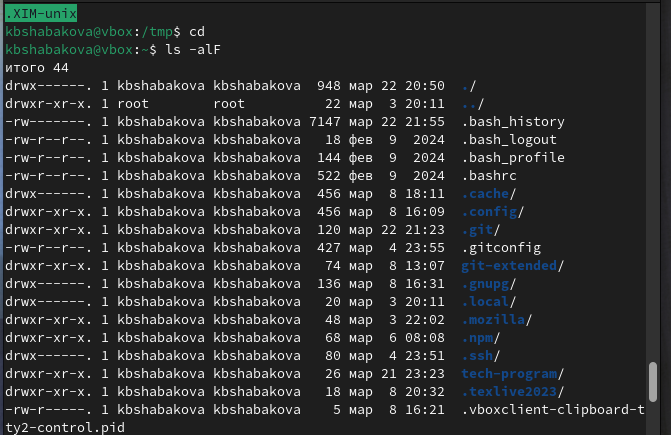 .XIM-unix
kbshabakova@vbox:/tmp$ cd
kbshabakova@vbox:~$ ls -alF
итого 44
drwx------. 1 kbshabakova kbshabakova  948 мар 22 20:50  ./
drwxr-xr-x. 1 root        root          22 мар  3 20:11  ../
-rw-------. 1 kbshabakova kbshabakova 7147 мар 22 21:55  .bash_history
-rw-r--r--. 1 kbshabakova kbshabakova   18 фев  9  2024  .bash_logout
-rw-r--r--. 1 kbshabakova kbshabakova  144 фев  9  2024  .bash_profile
-rw-r--r--. 1 kbshabakova kbshabakova  522 фев  9  2024  .bashrc
drwx------. 1 kbshabakova kbshabakova  456 мар  8 18:11  .cache/
drwxr-xr-x. 1 kbshabakova kbshabakova  456 мар  8 16:09  .config/
drwxr-xr-x. 1 kbshabakova kbshabakova  120 мар 22 21:23  .git/
-rw-r--r--. 1 kbshabakova kbshabakova  427 мар  4 23:55  .gitconfig
drwxr-xr-x. 1 kbshabakova kbshabakova   74 мар  8 13:07  git-extended/
drwx------. 1 kbshabakova kbshabakova  136 мар  8 16:31  .gnupg/
drwx------. 1 kbshabakova kbshabakova   20 мар  3 20:11  .local/
drwxr-xr-x. 1 kbshabakova kbshabakova   48 мар  3 22:02  .mozilla/
drwxr-xr-x. 1 kbshabakova kbshabakova   68 мар  6 08:08  .npm/
drwx------. 1 kbshabakova kbshabakova   80 мар  4 23:51  .ssh/
drwxr-xr-x. 1 kbshabakova kbshabakova   26 мар 21 23:23  tech-program/
drwxr-xr-x. 1 kbshabakova kbshabakova   18 мар  8 20:32  .texlive2023/
-rw-r-----. 1 kbshabakova kbshabakova    5 мар  8 16:21  .vboxclient-clipboard-t
ty2-control.pid